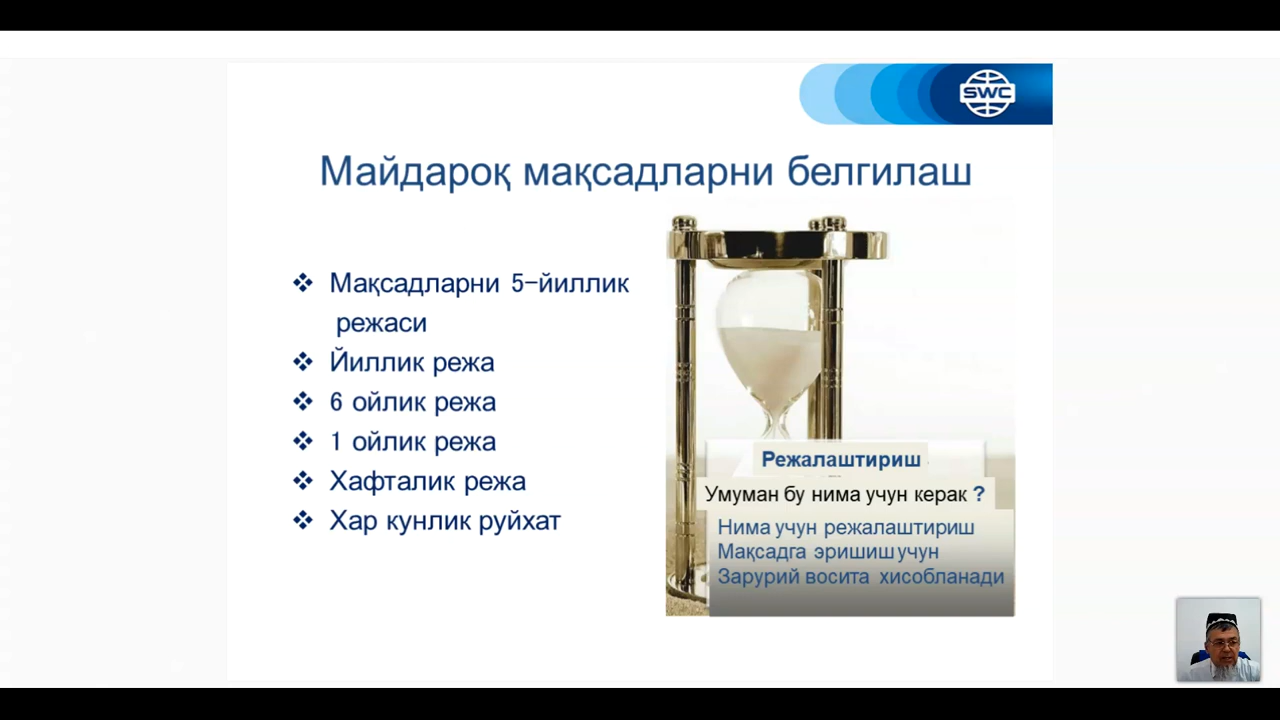 SWC
Майдароқ мақсадларни белгилаш
❖ Мақсадларни 5-йиллик
режаси
❖ Йиллик режа
❖ 6 ойлик режа
❖ 1 ойлик режа
❖ Хафталик режа
❖ Хар кунлик руйхат
Режалаштириш
Умуман бу нима учун керак ?
Нима учун режалаштириш
Мақсадга эришиш учун
Зарурий восита хисобланади